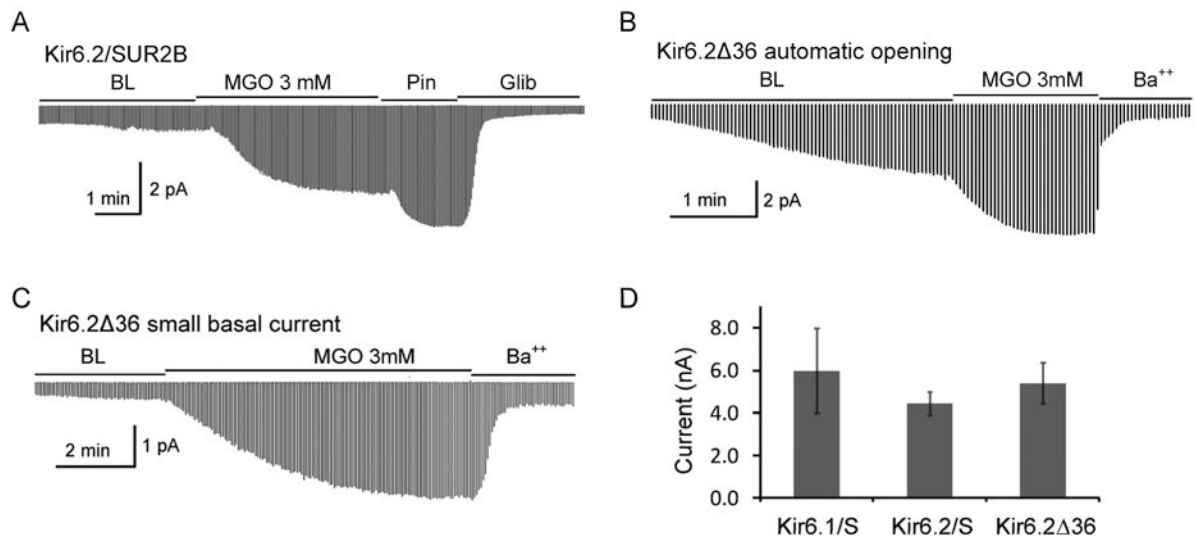 A
Kir6.2/SUR2B
BL MGO 3 mM Pin Glib
1 min 2 pA
B
Kir6.2Δ36 automatic opening
BL MGO 3mM Ba++
1 min 2 pA
C
Kir6.2Δ36 small basal current
BL MGO 3mM Ba++
2 min 1 pA
D
Current (nA)
8.0
6.0
4.0
2.0
0.0
Kir6.1/S Kir6.2/S Kir6.2Δ36